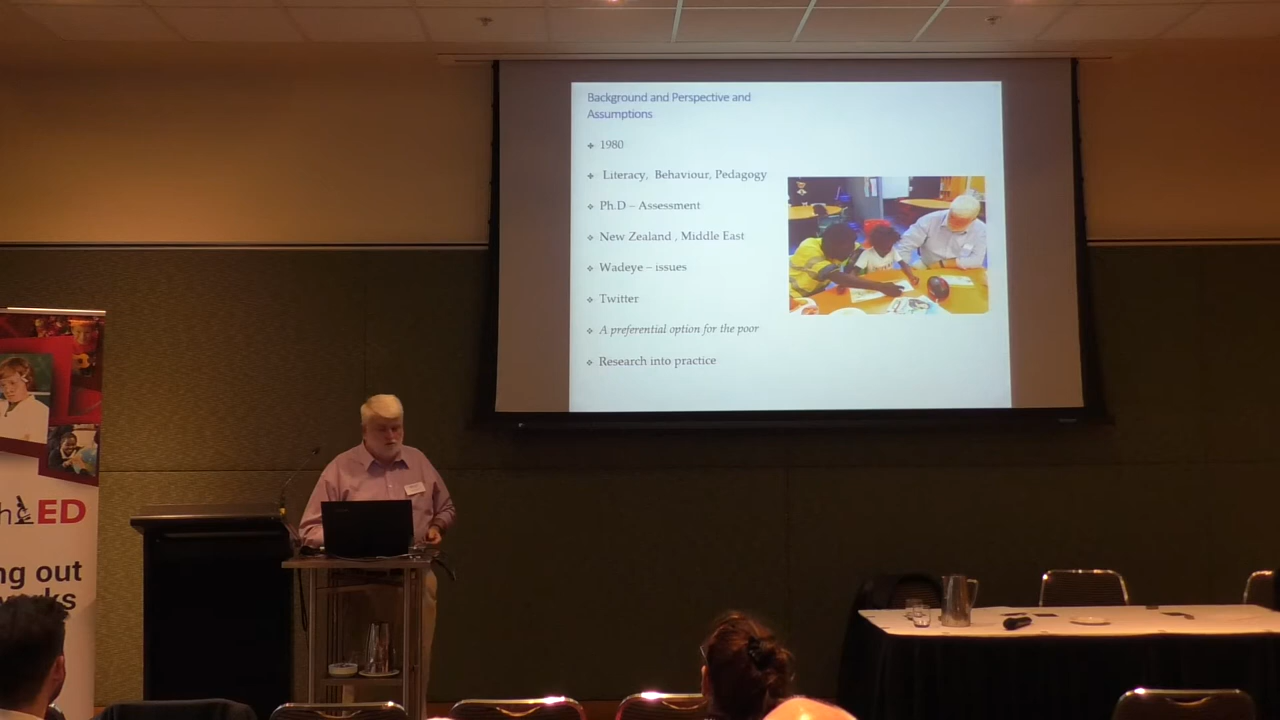 Background and Perspective and
Assumptions
1980
Literacy, Behaviour, Pedagogy
Ph.D – Assessment
New Zealand , Middle East
Wadeye – issues
Twitter
A preferential option for the poor
Research into practice
hED
ng out